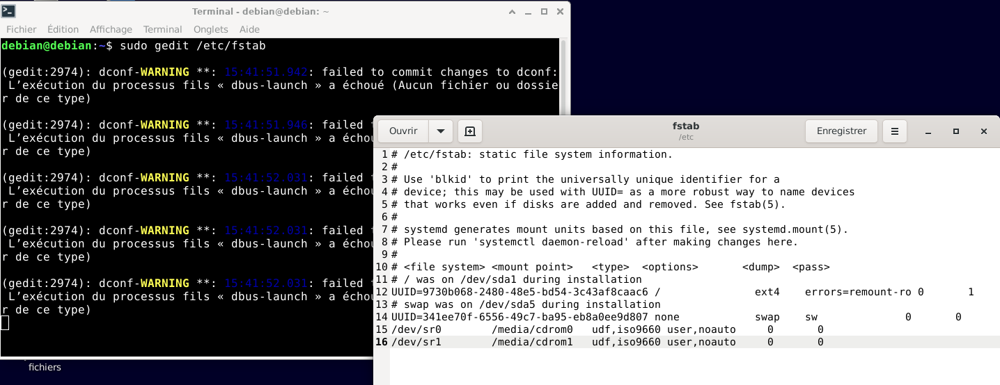 Terminal - debian@debian: ~
Fichier Édition Affichage Terminal Onglets Aide
debian@debian:~$ sudo gedit /etc/fstab
(gedit:2974): dconf-WARNING **: 15:41:51.942: failed to commit changes to dconf:
L’exécution du processus fils « dbus-launch » a échoué (Aucun fichier ou dossie
r de ce type)
(gedit:2974): dconf-WARNING **: 15:41:51.946: failed
L’exécution du processus fils « dbus-launch » a échou
r de ce type)
(gedit:2974): dconf-WARNING **: 15:41:52.031: failed
L’exécution du processus fils « dbus-launch » a échou
r de ce type)
(gedit:2974): dconf-WARNING **: 15:41:52.031: failed
L’exécution du processus fils « dbus-launch » a échou
r de ce type)
(gedit:2974): dconf-WARNING **: 15:41:52.031: failed
L’exécution du processus fils « dbus-launch » a échou
r de ce type)
fichiers
Ouvrir
fstab
/etc
Enregistrer
1 # /etc/fstab: static file system information.
2 #
3 # Use 'blkid' to print the universally unique identifier for a
4 # device; this may be used with UUID= as a more robust way to name devices
5 # that works even if disks are added and removed. See fstab(5).
6 #
7 # systemd generates mount units based on this file, see systemd.mount(5).
8 # Please run 'systemctl daemon-reload' after making changes here.
9 #
10 # <file system> <mount point> <type> <options> <dump> <pass>
11 # / was on /dev/sda1 during installation
12 UUID=9730b068-2480-48e5-bd54-3c43af8caac6 / ext4 errors=remount-ro 0 1
13 # swap was on /dev/sda5 during installation
14 UUID=341ee70f-6556-49c7-ba95-eb8a0ee9d807 none swap sw 0 0
15 /dev/sr0 /media/cdrom0 udf,iso9660 user,noauto 0 0
16 /dev/sr1 /media/cdrom1 udf,iso9660 user,noauto 0 0